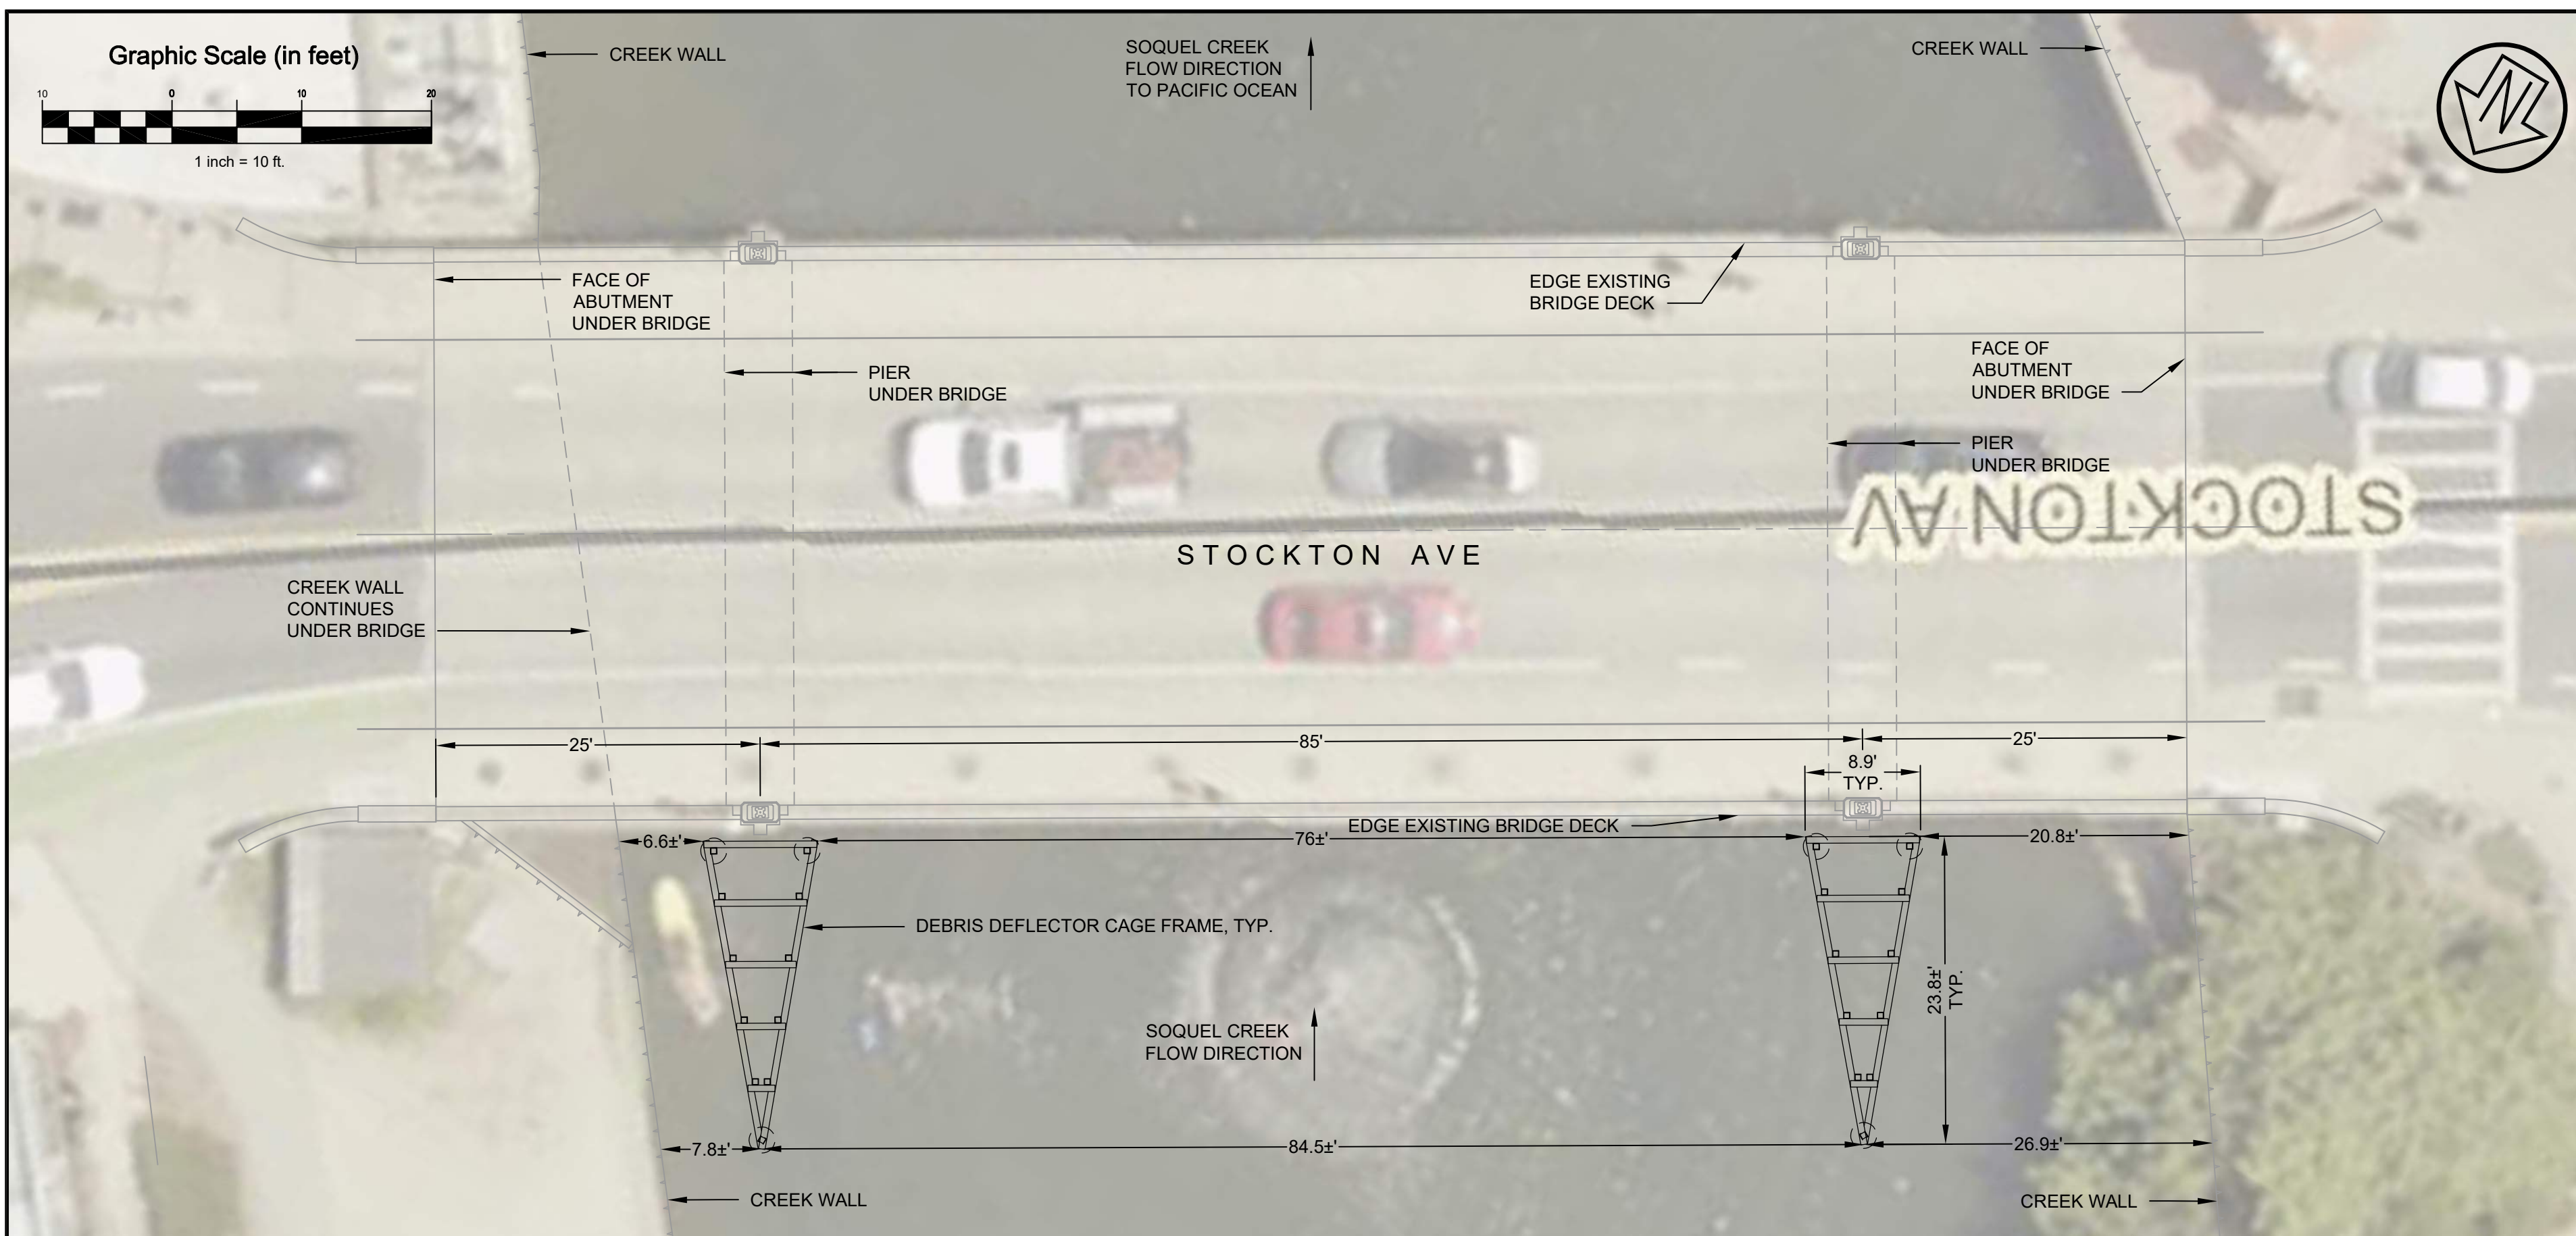 Graphic Scale (in feet)
10 0 10 20
1 inch = 10 ft.
CREEK WALL
SOQUEL CREEK
FLOW DIRECTION
TO PACIFIC OCEAN
CREEK WALL
N
FACE OF
ABUTMENT
UNDER BRIDGE
EDGE EXISTING
BRIDGE DECK
PIER
UNDER BRIDGE
FACE OF
ABUTMENT
UNDER BRIDGE
PIER
UNDER BRIDGE
STOCKTON AV
STOCKTON AVE
CREEK WALL
CONTINUES
UNDER BRIDGE
25'
85'
25'
8.9'
TYP.
EDGE EXISTING BRIDGE DECK
6.6±'
76±'
20.8±'
DEBRIS DEFLECTOR CAGE FRAME, TYP.
23.8±'
TYP.
SOQUEL CREEK
FLOW DIRECTION
7.8±'
84.5±'
26.9±'
CREEK WALL
CREEK WALL